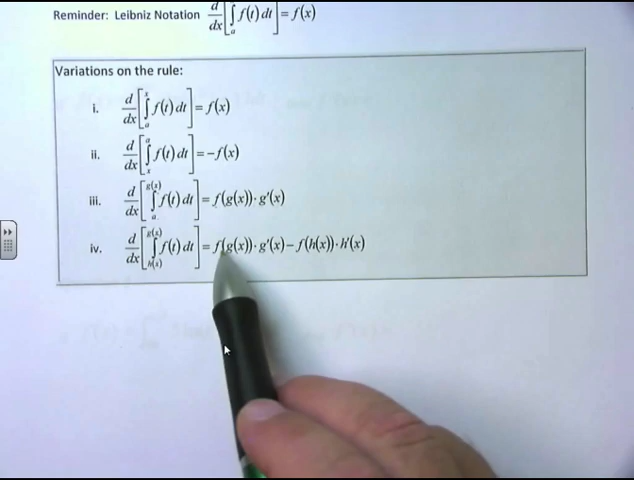 Reminder: Leibniz Notation d/dx[∫_a^x f(t) dt] = f(x)
Variations on the rule:
i. d/dx[∫_a^x f(t) dt] = f(x)
ii. d/dx[∫_x^a f(t) dt] = -f(x)
iii. d/dx[∫_a^{g(x)} f(t) dt] = f(g(x))·g'(x)
iv. d/dx[∫_{h(x)}^{g(x)} f(t) dt] = f(g(x))·g'(x) - f(h(x))·h'(x)